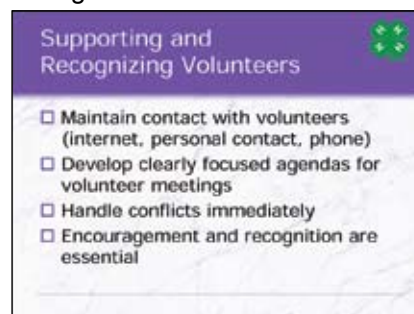 Supporting and
Recognizing Volunteers
Maintain contact with volunteers
(internet, personal contact, phone)
Develop clearly focused agendas for
volunteer meetings
Handle conflicts immediately
Encouragement and recognition are
essential